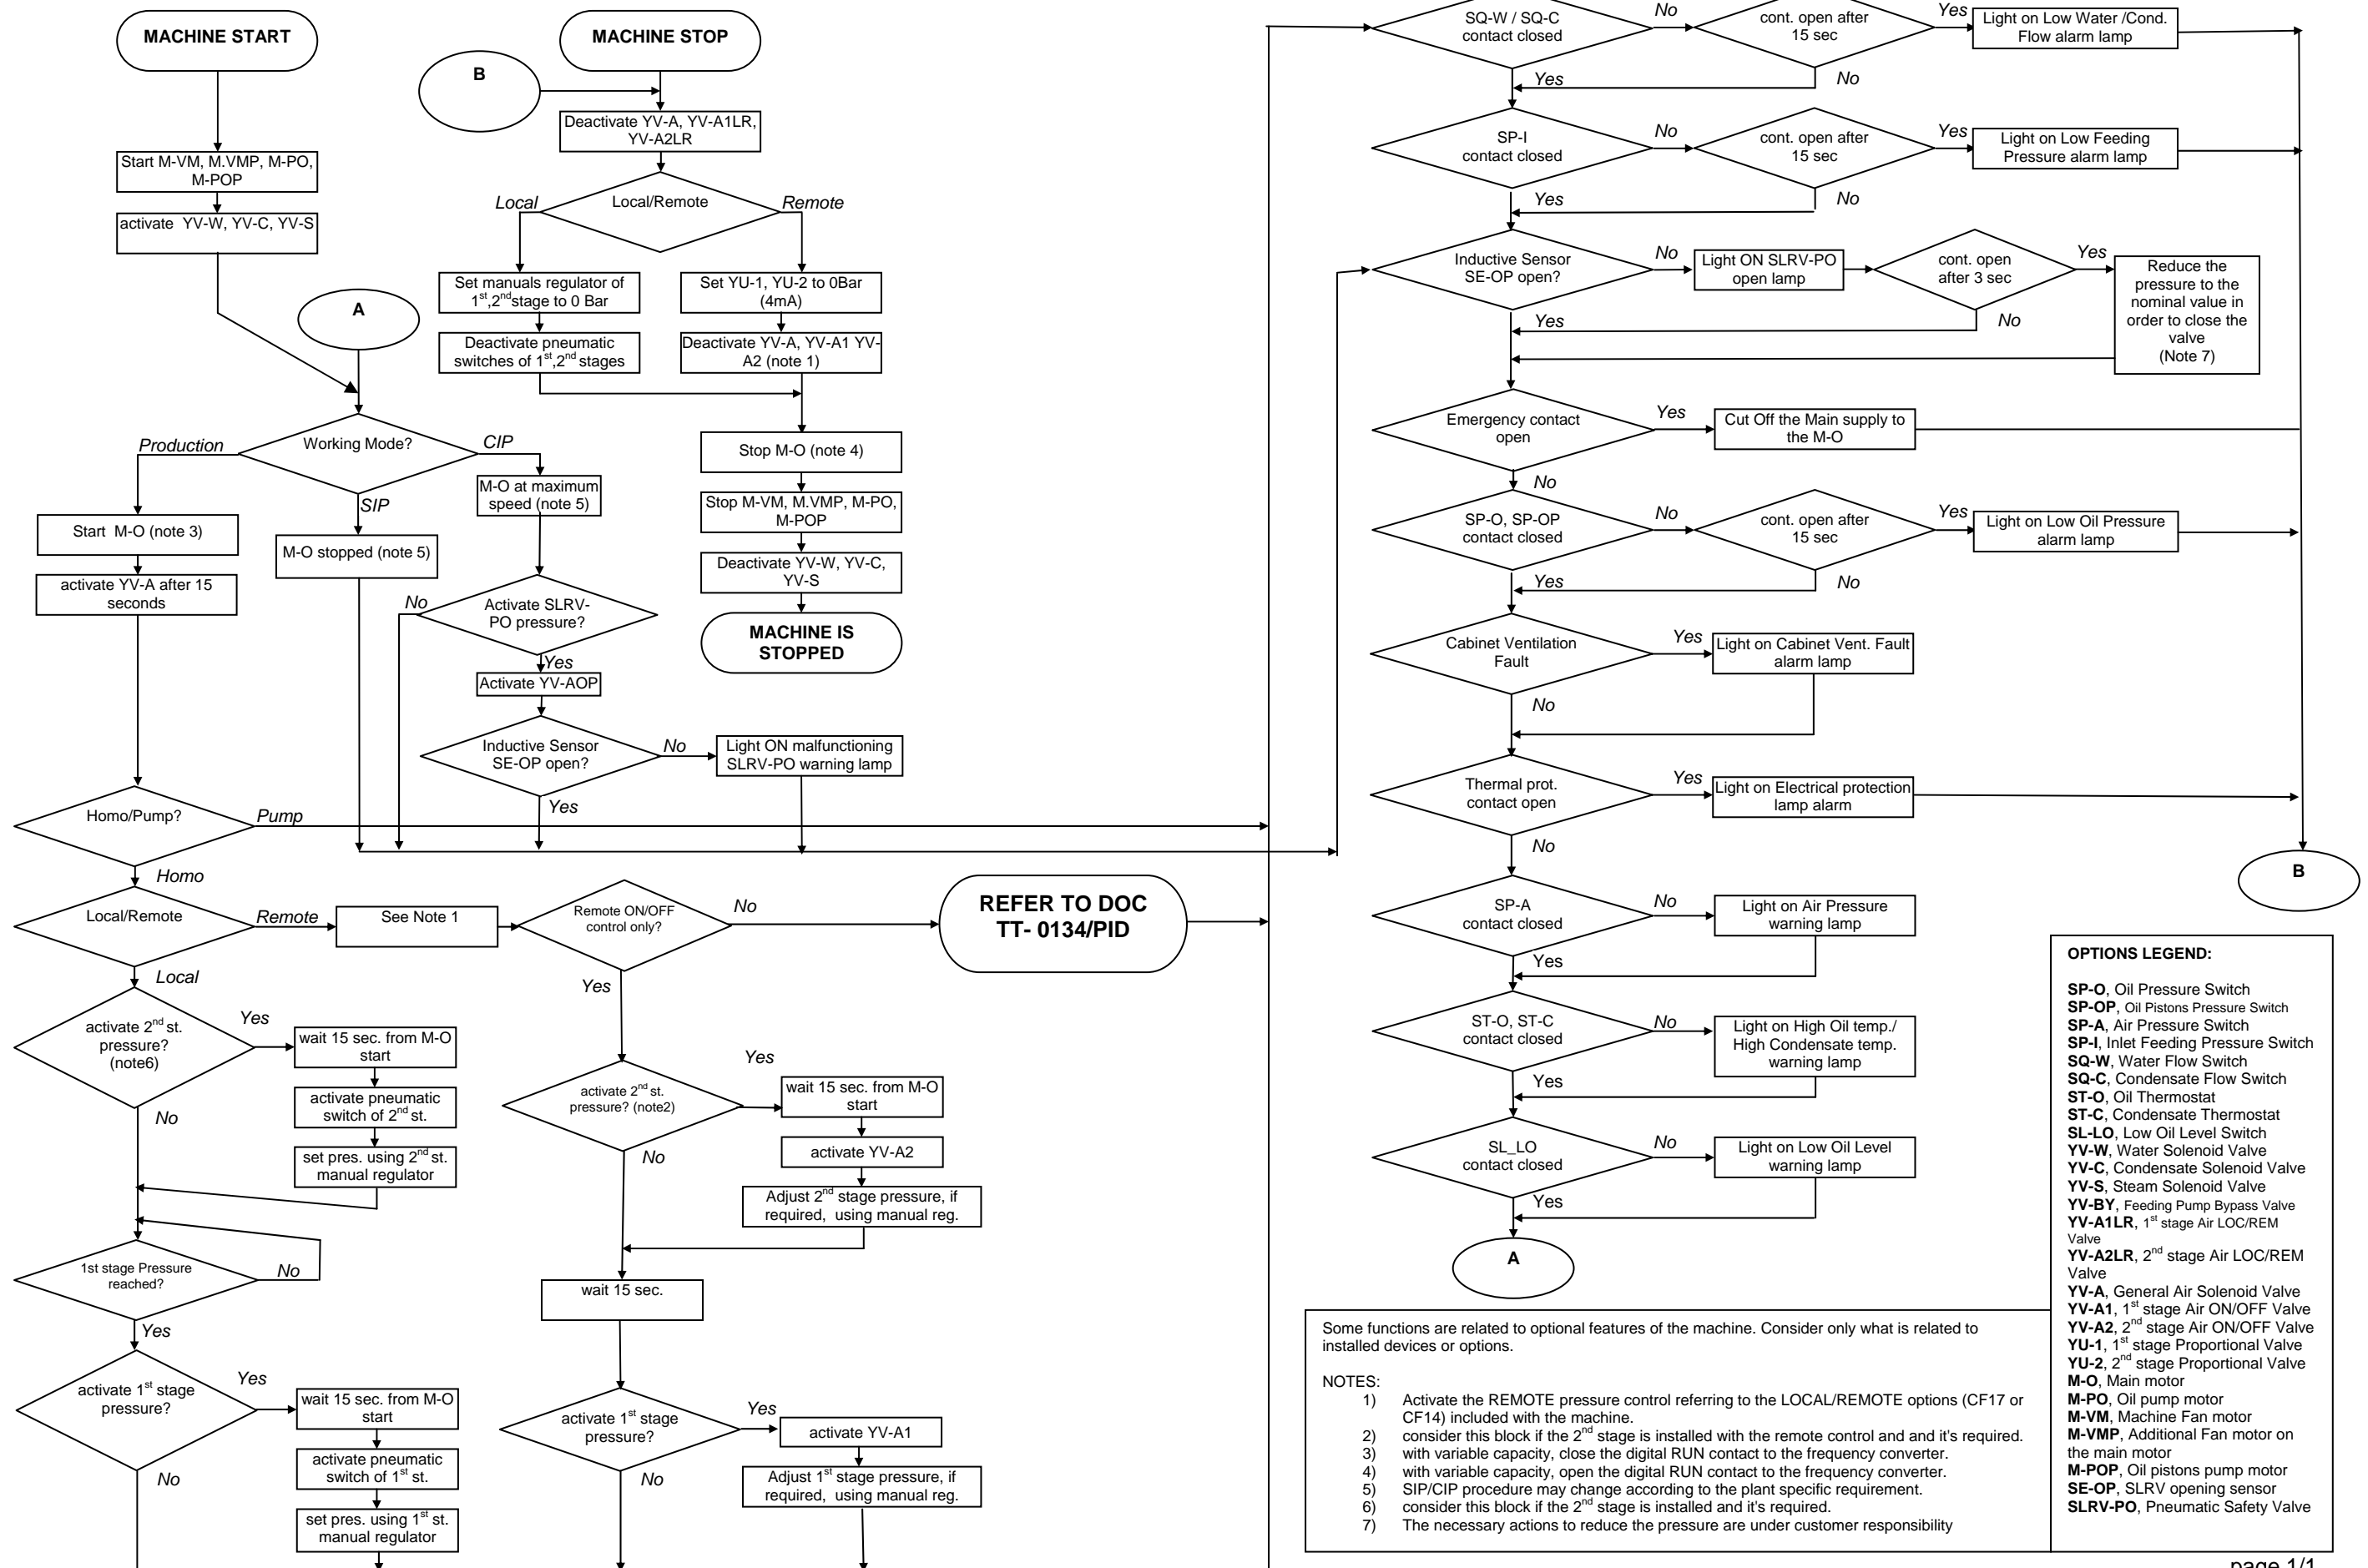 MACHINE START
Start M-VM, M.VMP, M-PO,
M-POP
activate  YV-W, YV-C, YV-S
A
Working Mode?
Production
CIP
SIP
Start  M-O (note 3)
activate YV-A after 15
seconds
M-O stopped (note 5)
M-O at maximum
speed (note 5)
No
Activate SLRV-
PO pressure?
Yes
Activate YV-AOP
Inductive Sensor
SE-OP open?
No
Light ON malfunctioning
SLRV-PO warning lamp
Yes
MACHINE STOP
B
Deactivate YV-A, YV-A1LR,
YV-A2LR
Local
Local/Remote
Remote
Set manuals regulator of
1st,2nd stage to 0 Bar
Deactivate pneumatic
switches of 1st,2nd stages
Set YU-1, YU-2 to 0Bar
(4mA)
Deactivate YV-A, YV-A1 YV-
A2 (note 1)
Stop M-O (note 4)
Stop M-VM, M.VMP, M-PO,
M-POP
Deactivate YV-W, YV-C,
YV-S
MACHINE IS
STOPPED
Homo/Pump?
Pump
Homo
Local/Remote
Remote
See Note 1
Remote ON/OFF
control only?
No
REFER TO DOC
TT- 0134/PID
Local
Yes
activate 2nd st.
pressure?
(note6)
Yes
wait 15 sec. from M-O
start
activate pneumatic
switch of 2nd st.
set pres. using 2nd st.
manual regulator
No
1st stage Pressure
reached?
No
Yes
activate 1st stage
pressure?
Yes
wait 15 sec. from M-O
start
activate pneumatic
switch of 1st st.
set pres. using 1st st.
manual regulator
No
activate 2nd st.
pressure? (note2)
Yes
wait 15 sec. from M-O
start
activate YV-A2
Adjust 2nd stage pressure, if
required,  using manual reg.
No
wait 15 sec.
activate 1st stage
pressure?
Yes
activate YV-A1
Adjust 1st stage pressure, if
required,  using manual reg.
No
SQ-W / SQ-C
contact closed
No
cont. open after
15 sec
Yes
Light on Low Water /Cond.
Flow alarm lamp
Yes
No
SP-I
contact closed
No
cont. open after
15 sec
Yes
Light on Low Feeding
Pressure alarm lamp
Yes
No
Inductive Sensor
SE-OP open?
No
Light ON SLRV-PO
open lamp
cont. open
after 3 sec
Yes
Reduce the
pressure to the
nominal value in
order to close the
valve
(Note 7)
Yes
No
Emergency contact
open
Yes
Cut Off the Main supply to
the M-O
No
SP-O, SP-OP
contact closed
No
cont. open after
15 sec
Yes
Light on Low Oil Pressure
alarm lamp
Yes
No
Cabinet Ventilation
Fault
Yes
Light on Cabinet Vent. Fault
alarm lamp
No
Thermal prot.
contact open
Yes
Light on Electrical protection
lamp alarm
No
B
SP-A
contact closed
No
Light on Air Pressure
warning lamp
Yes
ST-O, ST-C
contact closed
No
Light on High Oil temp./
High Condensate temp.
warning lamp
Yes
SL_LO
contact closed
No
Light on Low Oil Level
warning lamp
Yes
A
Some functions are related to optional features of the machine. Consider only what is related to
installed devices or options.
NOTES:
1) Activate the REMOTE pressure control referring to the LOCAL/REMOTE options (CF17 or
CF14) included with the machine.
2) consider this block if the 2nd stage is installed with the remote control and and it's required.
3) with variable capacity, close the digital RUN contact to the frequency converter.
4) with variable capacity, open the digital RUN contact to the frequency converter.
5) SIP/CIP procedure may change according to the plant specific requirement.
6) consider this block if the 2nd stage is installed and it's required.
7) The necessary actions to reduce the pressure are under customer responsibility
OPTIONS LEGEND:
SP-O, Oil Pressure Switch
SP-OP, Oil Pistons Pressure Switch
SP-A, Air Pressure Switch
SP-I, Inlet Feeding Pressure Switch
SQ-W, Water Flow Switch
SQ-C, Condensate Flow Switch
ST-O, Oil Thermostat
ST-C, Condensate Thermostat
SL-LO, Low Oil Level Switch
YV-W, Water Solenoid Valve
YV-C, Condensate Solenoid Valve
YV-S, Steam Solenoid Valve
YV-BY, Feeding Pump Bypass Valve
YV-A1LR, 1st stage Air LOC/REM
Valve
YV-A2LR, 2nd stage Air LOC/REM
Valve
YV-A, General Air Solenoid Valve
YV-A1, 1st stage Air ON/OFF Valve
YV-A2, 2nd stage Air ON/OFF Valve
YU-1, 1st stage Proportional Valve
YU-2, 2nd stage Proportional Valve
M-O, Main motor
M-PO, Oil pump motor
M-VM, Machine Fan motor
M-VMP, Additional Fan motor on
the main motor
M-POP, Oil pistons pump motor
SE-OP, SLRV opening sensor
SLRV-PO, Pneumatic Safety Valve
page 1/1